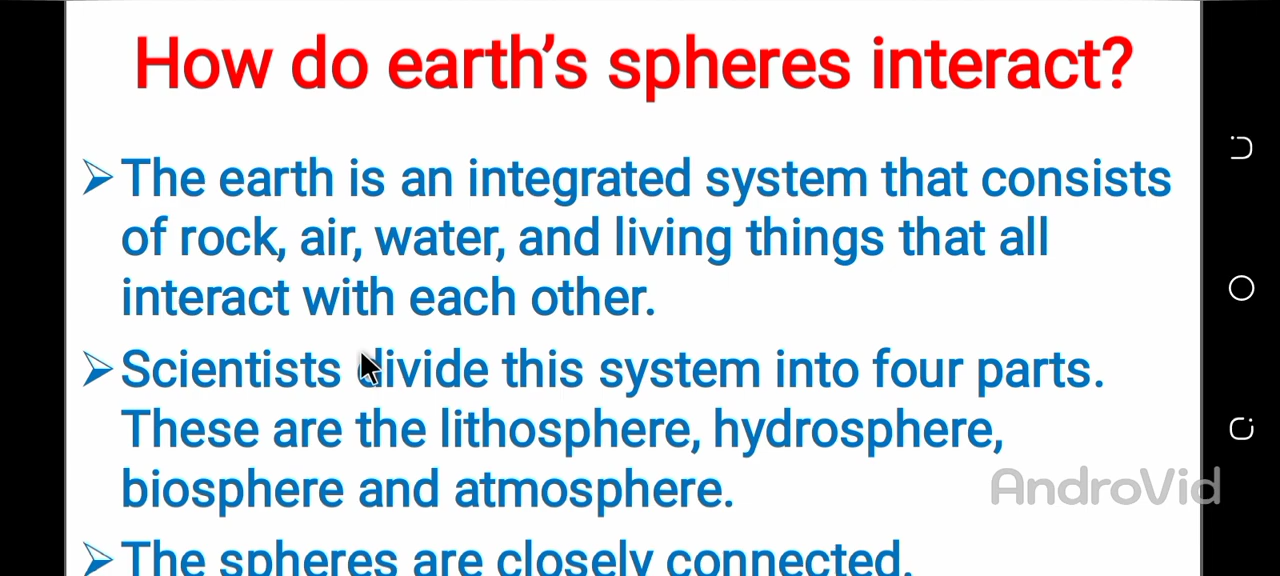 How do earth's spheres interact?
The earth is an integrated system that consists
of rock, air, water, and living things that all
interact with each other.
Scientists divide this system into four parts.
These are the lithosphere, hydrosphere,
biosphere and atmosphere.
AndroVid
The spheres are closely connected.